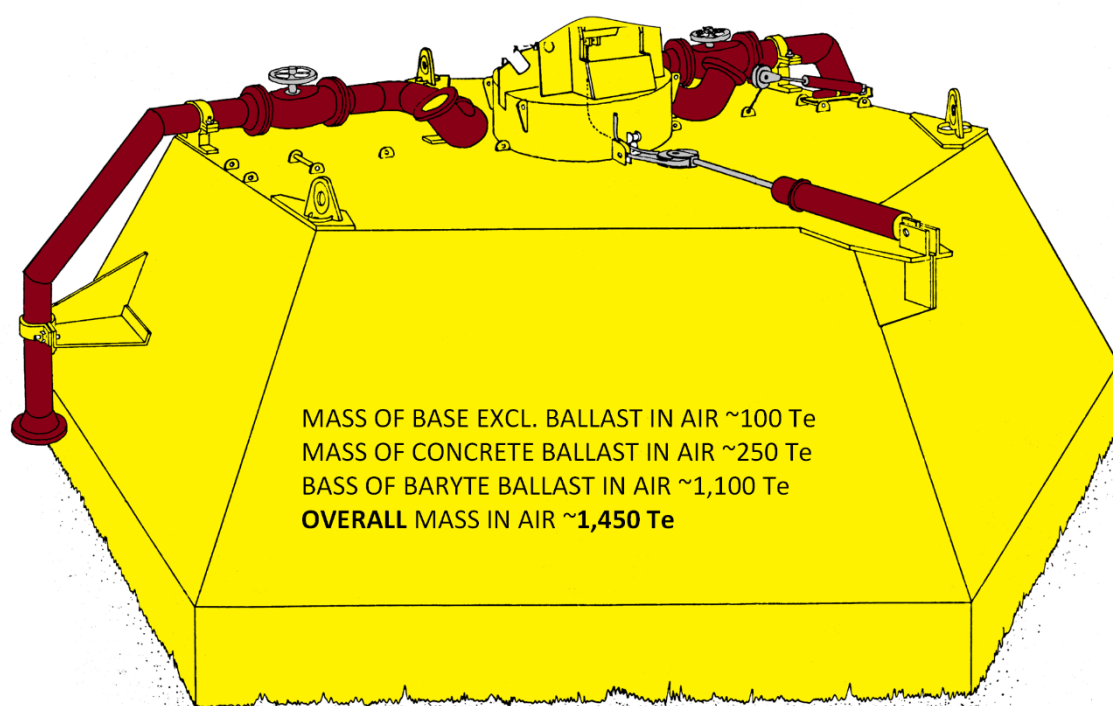 MASS OF BASE EXCL. BALLAST IN AIR ~100 Te
MASS OF CONCRETE BALLAST IN AIR ~250 Te
BASS OF BARYTE BALLAST IN AIR ~1,100 Te
OVERALL MASS IN AIR ~1,450 Te